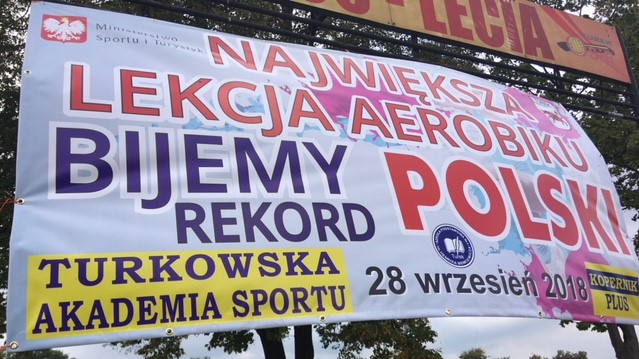 LECIA
Ministerstwo
Sportu i Turystyki
NAJWIĘKSZA
LEKCJA AEROBIKU
BIJEMY
REKORD
POLSKI
TURKOWSKA
AKADEMIA SPORTU
28 wrzesień 2018
KOPERNIK
PLUS